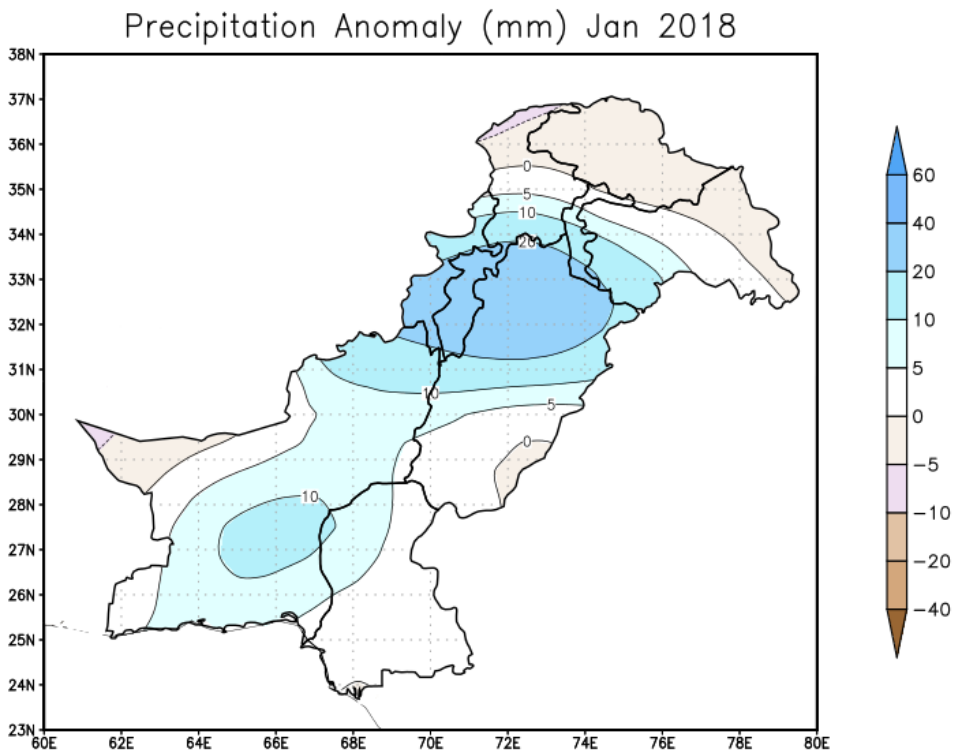 Precipitation Anomaly (mm) Jan 2018
38N
37N
36N
35N
34N
33N
32N
31N
30N
29N
28N
27N
26N
25N
24N
23N
60E 62E 64E 66E 68E 70E 72E 74E 76E 78E 80E
0
5
10
20
10
5
0
10
60
40
20
10
5
0
−5
−10
−20
−40